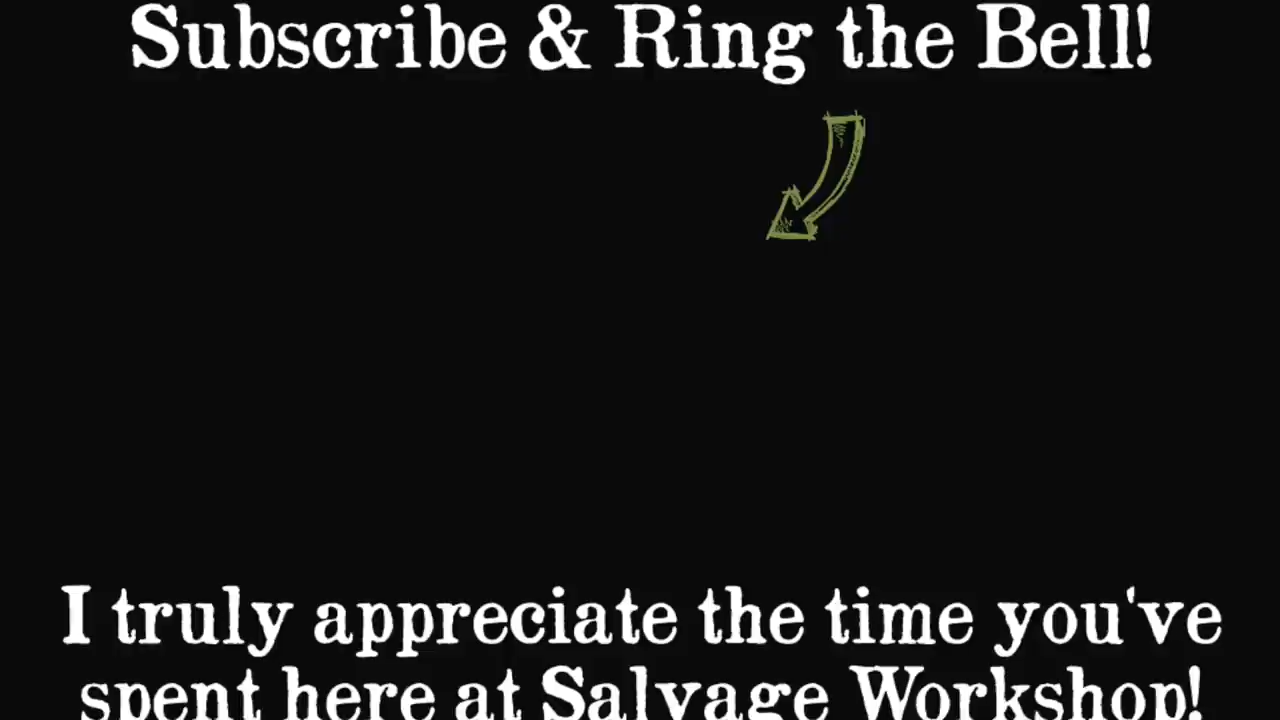 Subscribe & Ring the Bell!
I truly appreciate the time you've
spent here at Salvage Workshop!